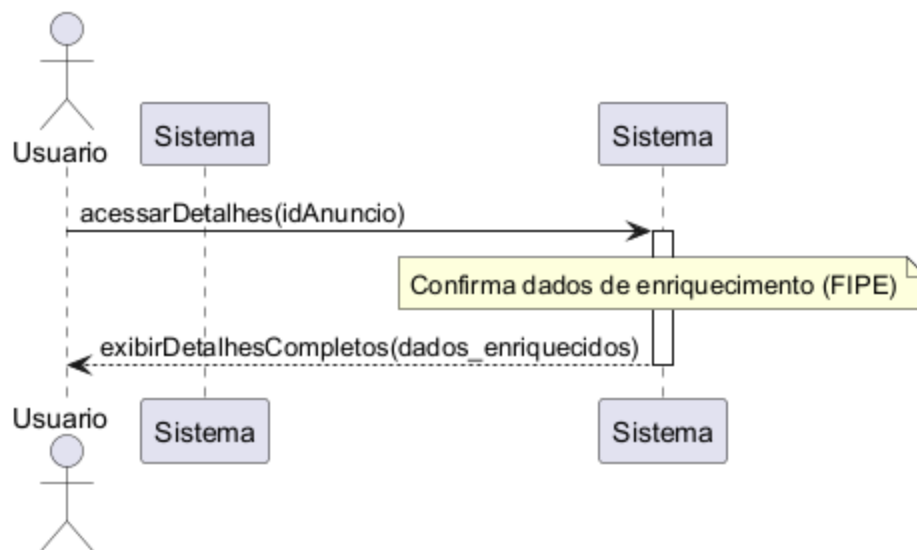 Usuario
Sistema
Sistema
acessarDetalhes(idAnuncio)
Confirma dados de enriquecimento (FIPE)
exibirDetalhesCompletos(dados_enriquecidos)
Usuario
Sistema
Sistema